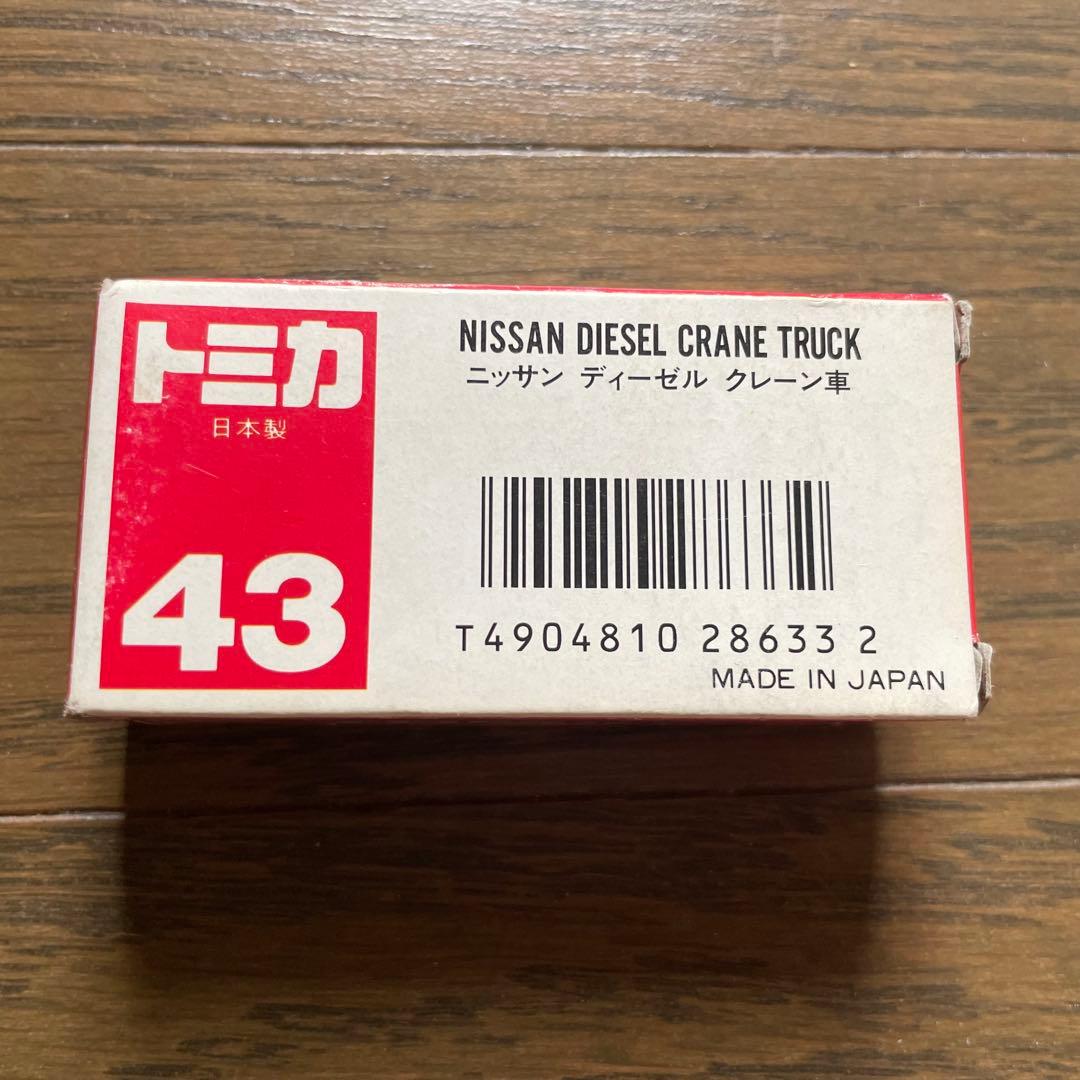 トミカ
日本製
43
NISSAN DIESEL CRANE TRUCK
ニッサン ディーゼル クレーン車
T4904810 28633 2
MADE IN JAPAN